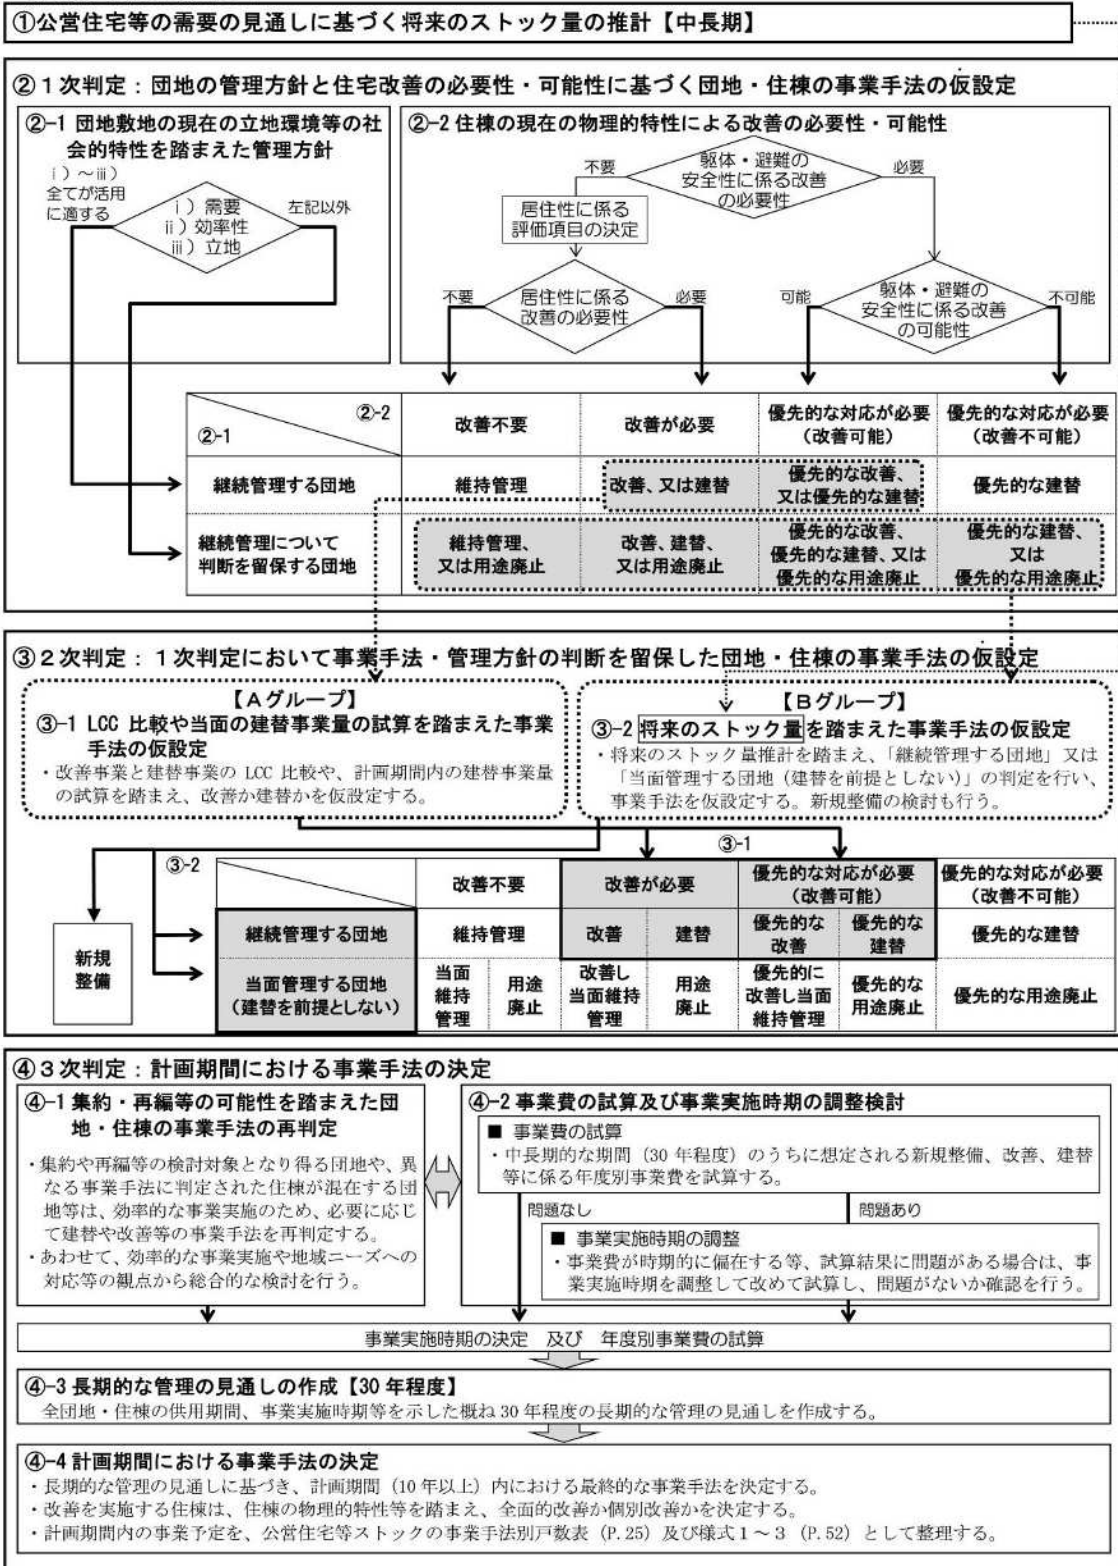 ①公営住宅等の需要の見通しに基づく将来のストック量の推計【中長期】
②１次判定：団地の管理方針と住宅改善の必要性・可能性に基づく団地・住棟の事業手法の仮設定
②-1 団地敷地の現在の立地環境等の社
会的特性を踏まえた管理方針
ⅰ）～ⅲ）
全てが活用
に適する
ⅰ）需要
ⅱ）効率性
ⅲ）立地
左記以外
②-2 住棟の現在の物理的特性による改善の必要性・可能性
不要
躯体・避難の
安全性に係る改善
の必要性
必要
居住性に係る
評価項目の決定
不要
居住性に係る
改善の必要性
必要
可能
躯体・避難の
安全性に係る改善
の可能性
不可能
②-2
②-1
改善不要
改善が必要
優先的な対応が必要
（改善可能）
優先的な対応が必要
（改善不可能）
継続管理する団地
維持管理
改善、又は建替
優先的な改善、
又は優先的な建替
優先的な建替
継続管理について
判断を留保する団地
維持管理、
又は用途廃止
改善、建替、
又は用途廃止
優先的な改善、
優先的な建替、又は
優先的な用途廃止
優先的な建替、
又は
優先的な用途廃止
③２次判定：１次判定において事業手法・管理方針の判断を留保した団地・住棟の事業手法の仮設定
【Aグループ】
③-1 LCC 比較や当面の建替事業量の試算を踏まえた事業
手法の仮設定
・改善事業と建替事業の LCC 比較や、計画期間内の建替事業量
の試算を踏まえ、改善か建替かを仮設定する。
【Bグループ】
③-2 将来のストック量を踏まえた事業手法の仮設定
・将来のストック量推計を踏まえ、「継続管理する団地」又は
「当面管理する団地（建替を前提としない）」の判定を行い、
事業手法を仮設定する。新規整備の検討も行う。
③-1
③-2
改善不要
改善が必要
優先的な対応が必要
（改善可能）
優先的な対応が必要
（改善不可能）
新規
整備
継続管理する団地
維持管理
改善
建替
優先的な
改善
優先的な
建替
優先的な建替
当面管理する団地
（建替を前提としない）
当面
維持
管理
用途
廃止
改善し
当面維持
管理
用途
廃止
優先的に
改善し当面
維持管理
優先的な
用途廃止
優先的な用途廃止
④３次判定：計画期間における事業手法の決定
④-1 集約・再編等の可能性を踏まえた団
地・住棟の事業手法の再判定
・集約や再編等の検討対象となり得る団地や、異
なる事業手法に判定された住棟が混在する団
地等は、効率的な事業実施のため、必要に応じ
て建替や改善等の事業手法を再判定する。
・あわせて、効率的な事業実施や地域ニーズへの
対応等の観点から総合的な検討を行う。
④-2 事業費の試算及び事業実施時期の調整検討
■ 事業費の試算
・中長期的な期間（30 年程度）のうちに想定される新規整備、改善、建替
等に係る年度別事業費を試算する。
問題なし
問題あり
■ 事業実施時期の調整
・事業費が時期的に偏在する等、試算結果に問題がある場合は、事
業実施時期を調整して改めて試算し、問題がないか確認を行う。
事業実施時期の決定　及び　年度別事業費の試算
④-3 長期的な管理の見通しの作成【30 年程度】
全団地・住棟の供用期間、事業実施時期等を示した概ね 30 年程度の長期的な管理の見通しを作成する。
④-4 計画期間における事業手法の決定
・長期的な管理の見通しに基づき、計画期間（10 年以上）内における最終的な事業手法を決定する。
・改善を実施する住棟は、住棟の物理的特性等を踏まえ、全面的改善か個別改善かを決定する。
・計画期間内の事業予定を、公営住宅等ストックの事業手法別戸数表（P.25）及び様式１～３（P.52）として整理する。